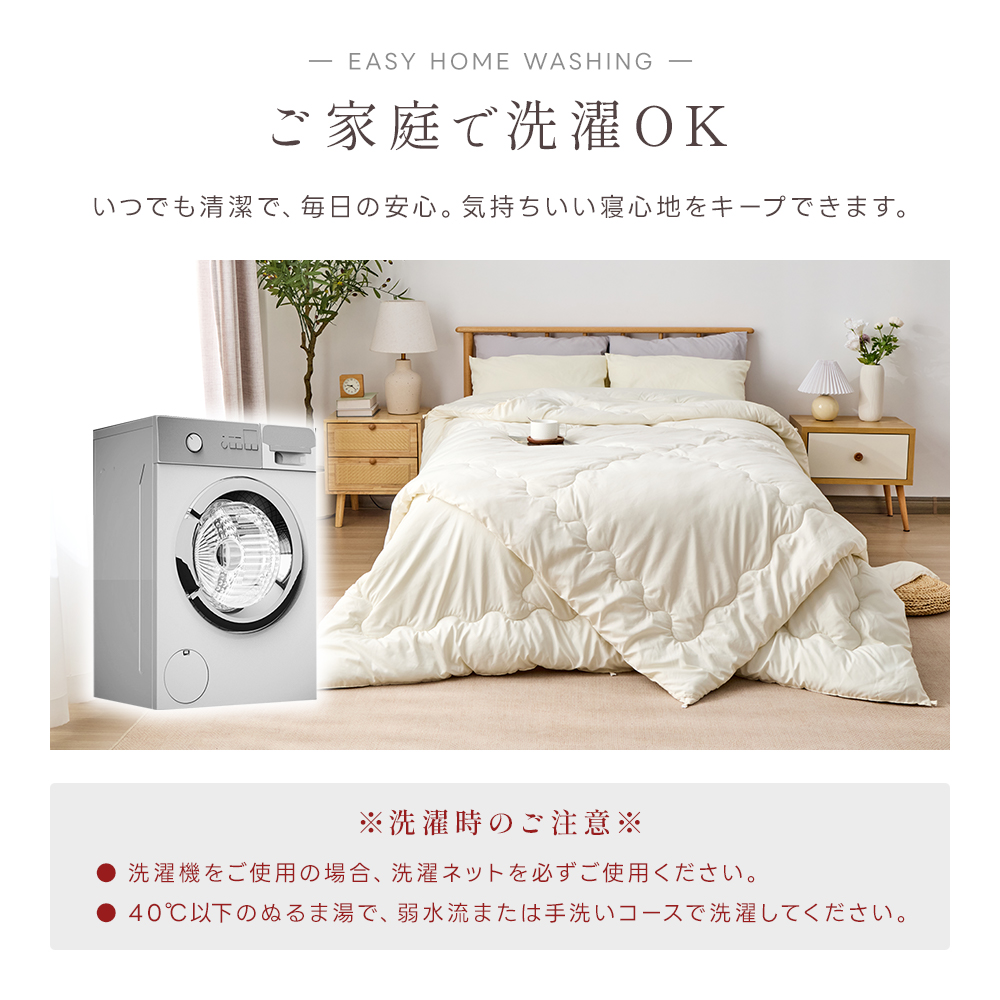 — EASY HOME WASHING —
ご家庭で洗濯OK
いつでも清潔で、毎日の安心。気持ちいい寝心地をキープできます。
※洗濯時のご注意※
● 洗濯機をご使用の場合、洗濯ネットを必ずご使用ください。
● 40℃以下のぬるま湯で、弱水流または手洗いコースで洗濯してください。